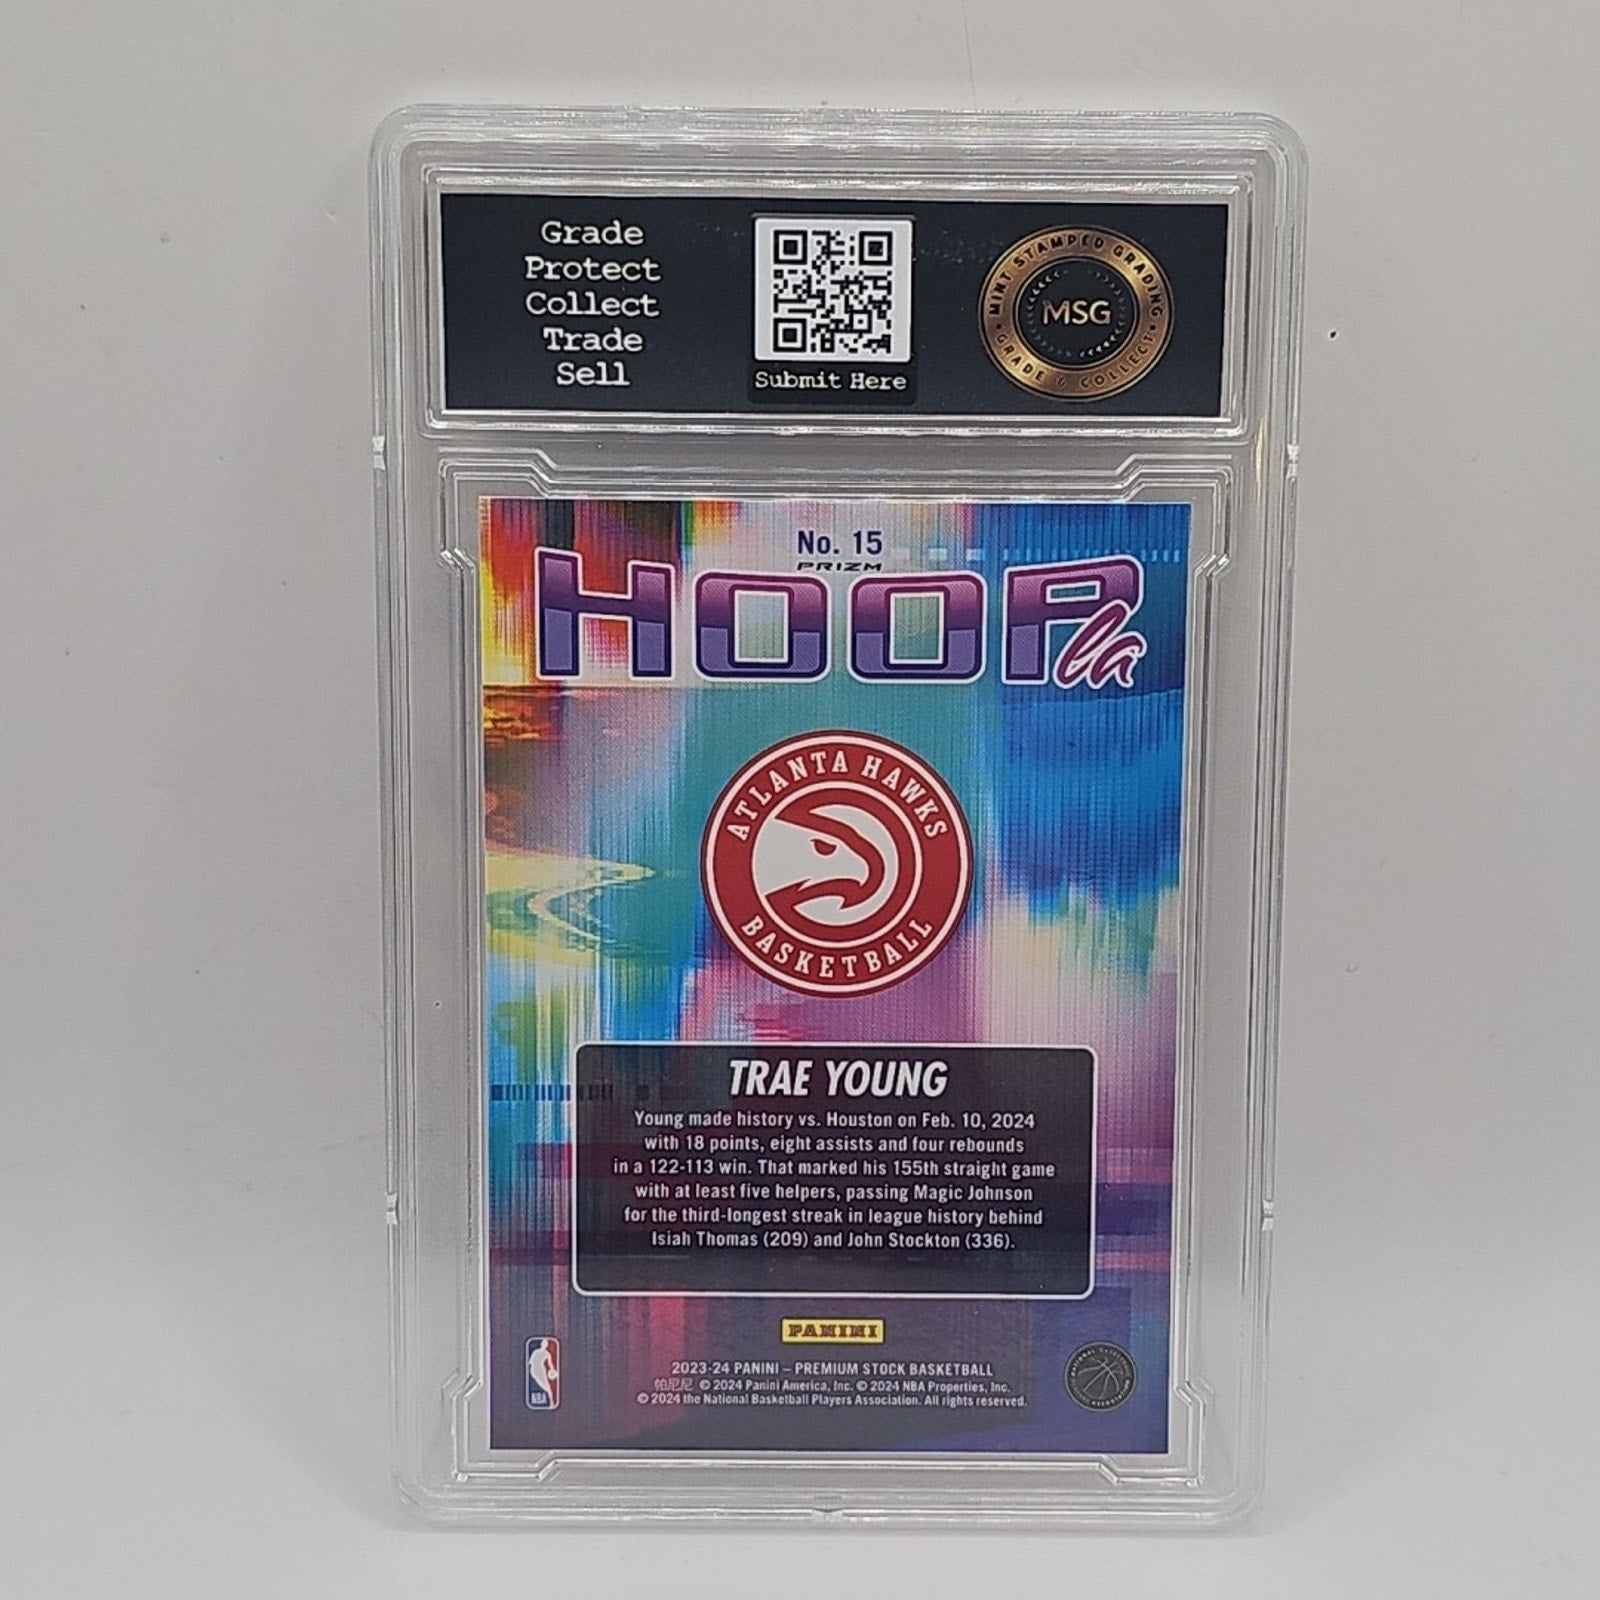 Grade
Protect
Collect
Trade
Sell
Submit Here
MINT STAMPED GRADING
MSG
GRADE & COLLECT
No. 15
PRIZM
HOOP la
ATLANTA HAWKS
BASKETBALL
TRAE YOUNG
Young made history vs. Houston on Feb. 10, 2024
with 18 points, eight assists and four rebounds
in a 122-113 win. That marked his 155th straight game
with at least five helpers, passing Magic Johnson
for the third-longest streak in league history behind
Isiah Thomas (209) and John Stockton (336).
PANINI
2023-24 PANINI – PREMIUM STOCK BASKETBALL
帕尼尼 © 2024 Panini America, Inc. © 2024 NBA Properties, Inc.
© 2024 the National Basketball Players Association. All rights reserved.
NBA